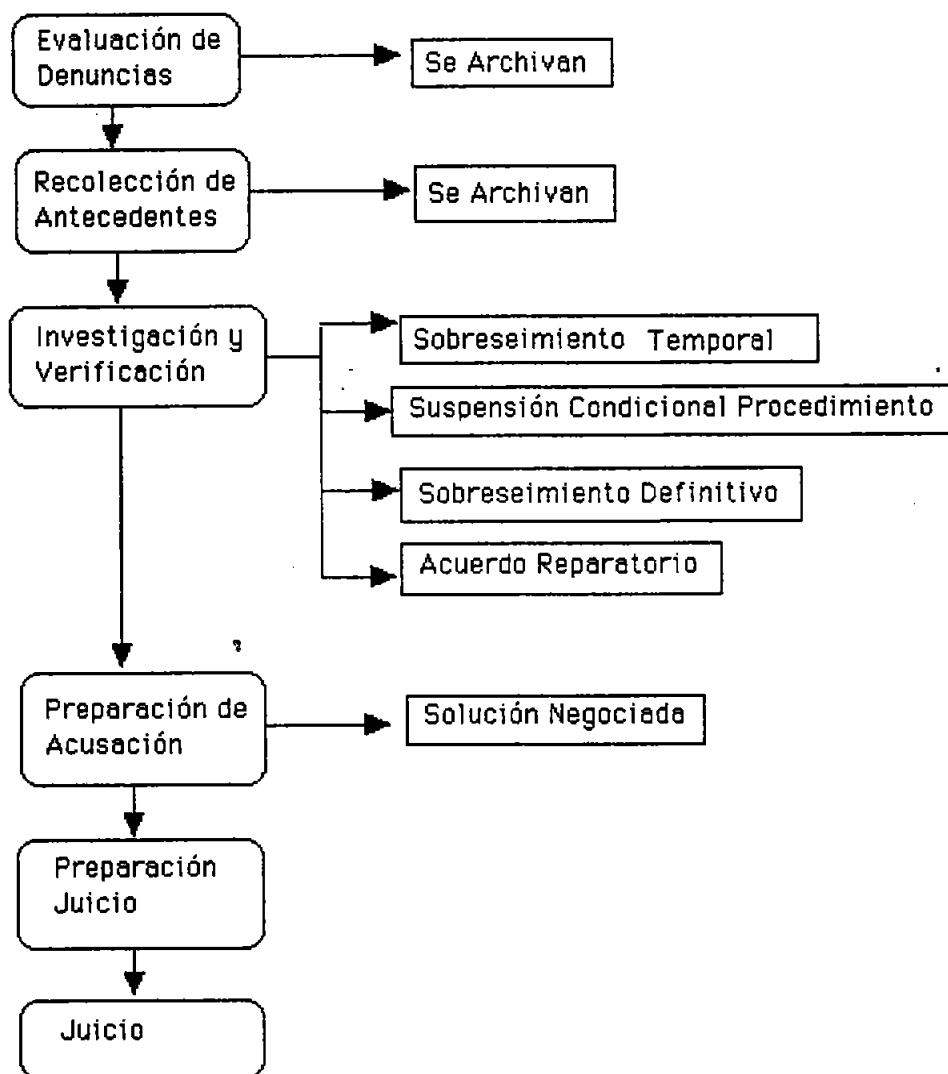 Evaluación de
Denuncias
Se Archivan
Recolección de
Antecedentes
Se Archivan
Investigación y
Verificación
Sobreseimiento Temporal
Suspensión Condicional Procedimiento
Sobreseimiento Definitivo
Acuerdo Reparatorio
Preparación de
Acusación
Solución Negociada
Preparación
Juicio
Juicio